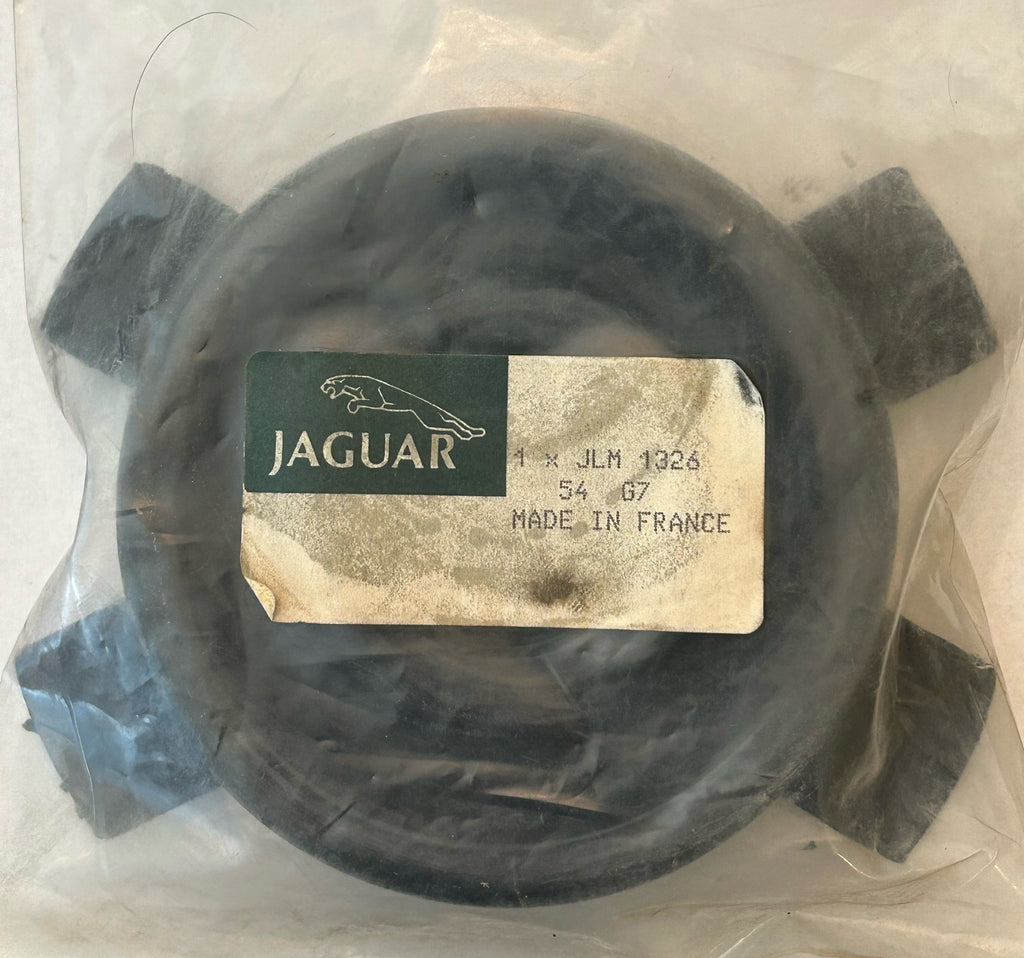 JAGUAR
1 x JLM 1326
54 G7
MADE IN FRANCE